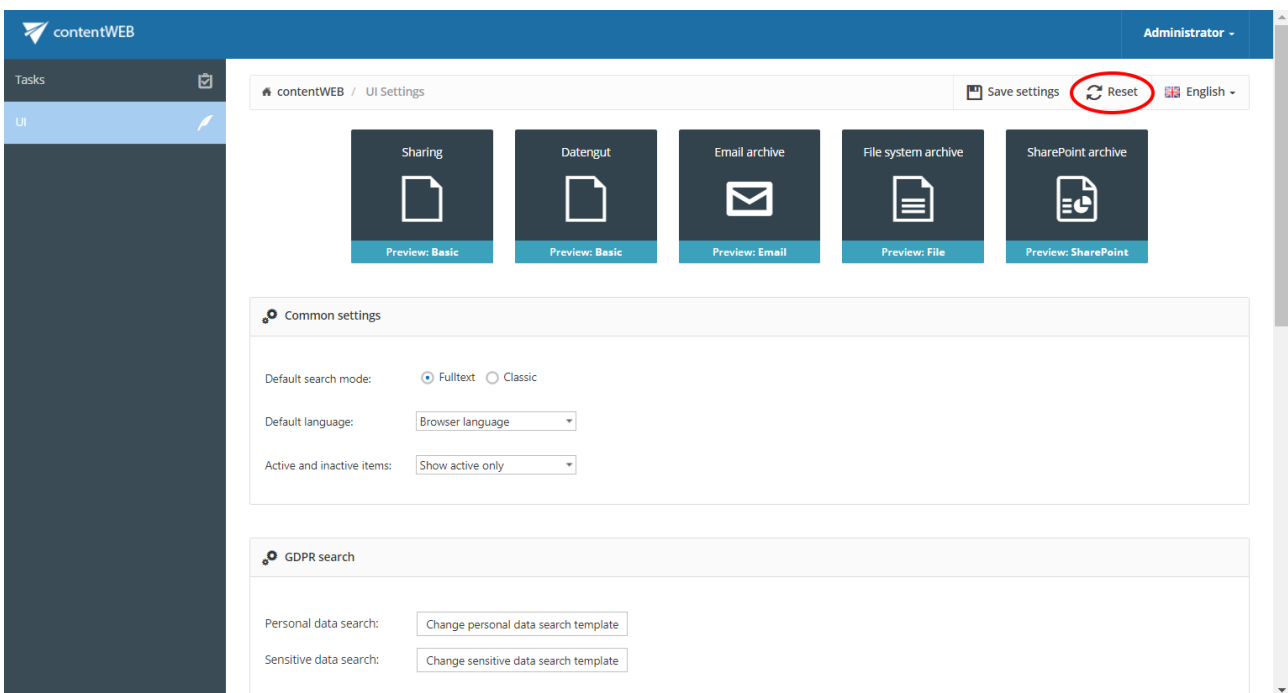 contentWEB
Administrator
Tasks
UI
contentWEB / UI Settings
Save settings
Reset
English
Sharing
Preview: Basic
Datengut
Preview: Basic
Email archive
Preview: Email
File system archive
Preview: File
SharePoint archive
Preview: SharePoint
Common settings
Default search mode: Fulltext Classic
Default language: Browser language
Active and inactive items: Show active only
GDPR search
Personal data search: Change personal data search template
Sensitive data search: Change sensitive data search template